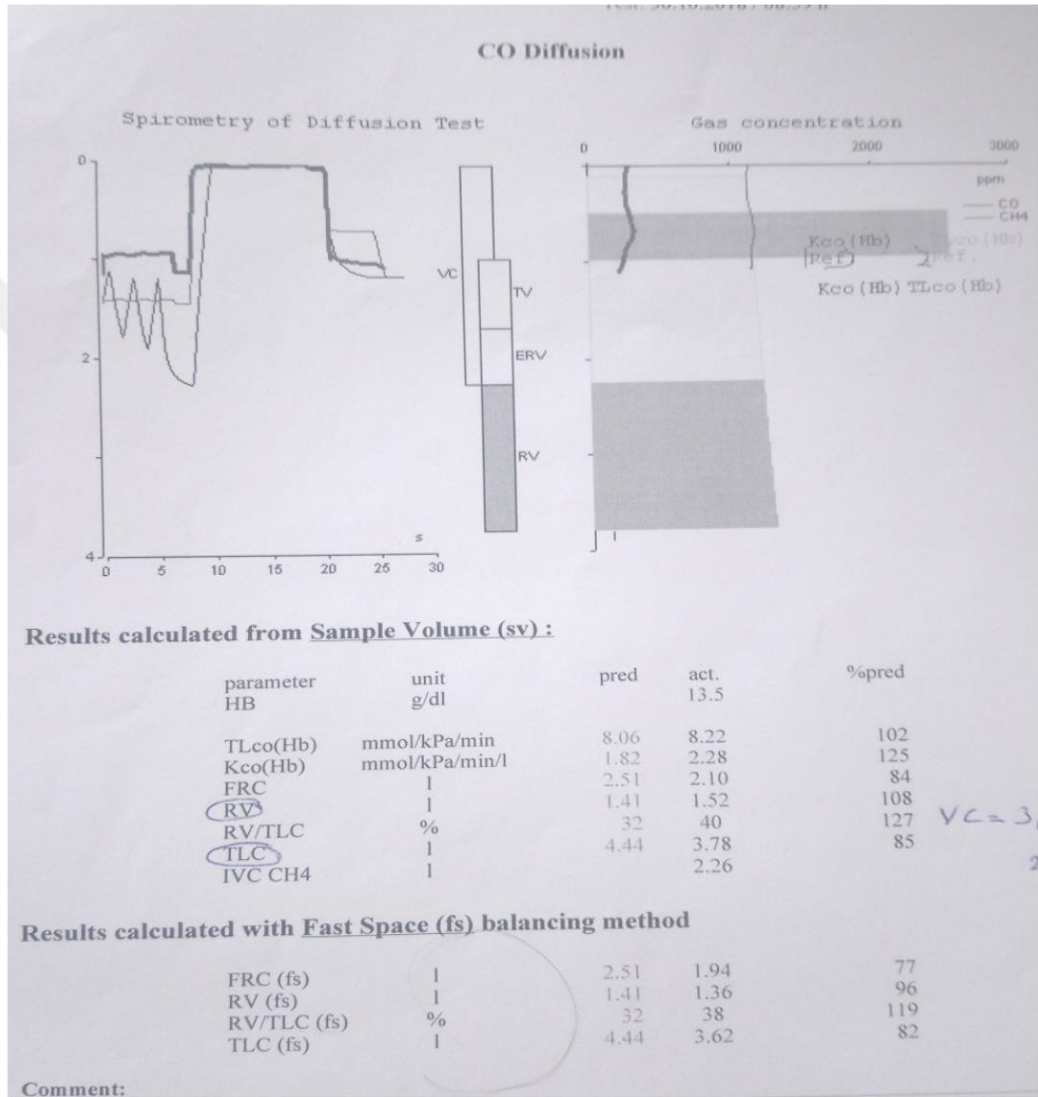 CO Diffusion
Spirometry of Diffusion Test
Gas concentration
0 1000 2000 3000
ppm
CO
CH4
Kco(Hb)
Ref
Kco(Hb) TLco(Hb)
0
2
4
VC
TV
ERV
RV
s
0 5 10 15 20 25 30
Results calculated from Sample Volume (sv) :
parameter unit pred act. %pred
HB g/dl 13.5
TLco(Hb) mmol/kPa/min 8.06 8.22 102
Kco(Hb) mmol/kPa/min/l 1.82 2.28 125
FRC l 2.51 2.10 84
RV l 1.41 1.52 108
RV/TLC % 32 40 127 VC = 3,
TLC l 4.44 3.78 85
IVC CH4 l 2.26
Results calculated with Fast Space (fs) balancing method
FRC (fs) l 2.51 1.94 77
RV (fs) l 1.41 1.36 96
RV/TLC (fs) % 32 38 119
TLC (fs) l 4.44 3.62 82
Comment: